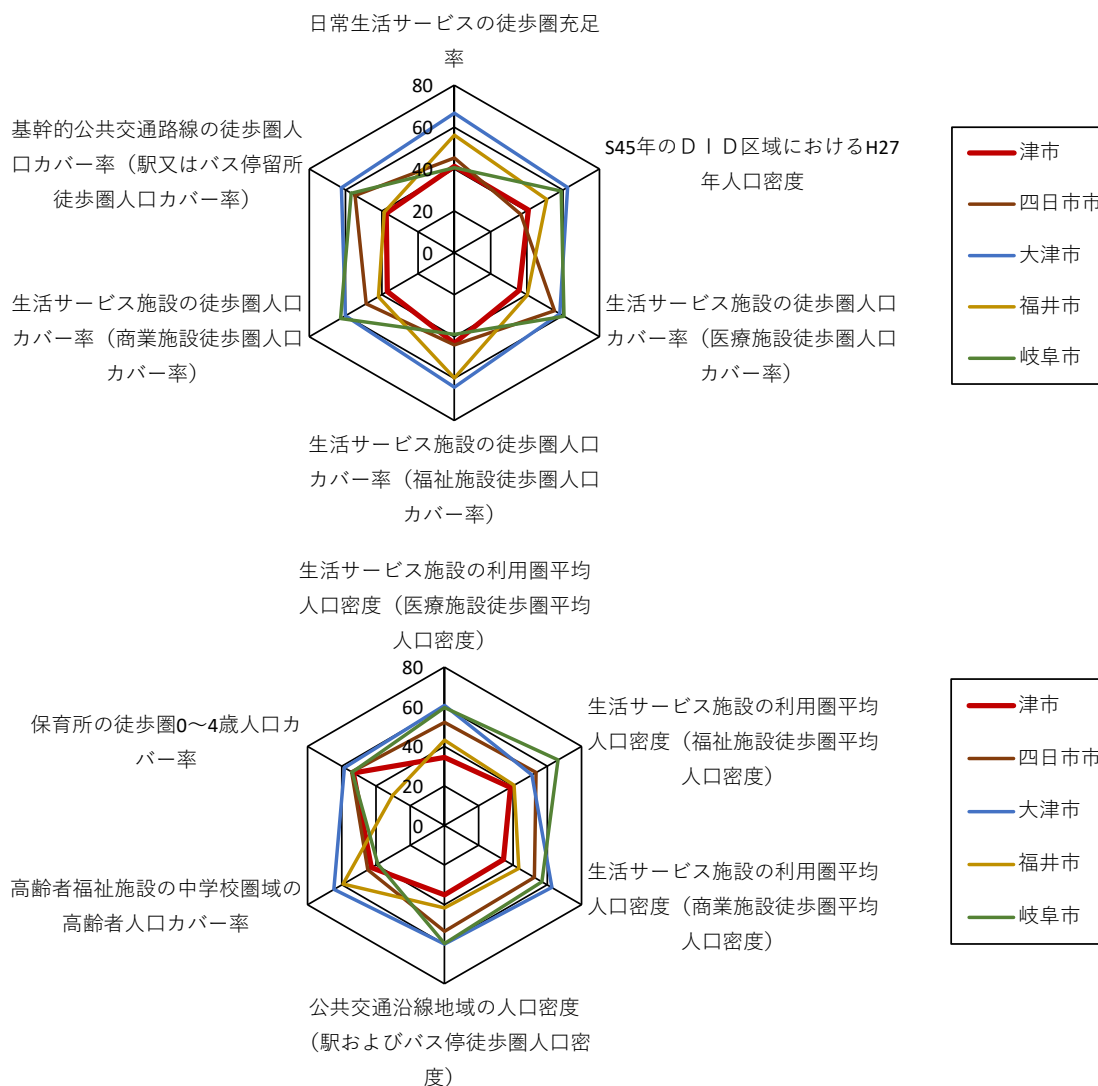 日常生活サービスの徒歩圏充足
率
80
60
40
20
0
基幹的公共交通路線の徒歩圏人
口カバー率（駅又はバス停留所
徒歩圏人口カバー率）
S45年のＤＩＤ区域におけるH27
年人口密度
生活サービス施設の徒歩圏人口
カバー率（商業施設徒歩圏人口
カバー率）
生活サービス施設の徒歩圏人口
カバー率（医療施設徒歩圏人口
カバー率）
生活サービス施設の徒歩圏人口
カバー率（福祉施設徒歩圏人口
カバー率）
津市
四日市市
大津市
福井市
岐阜市
生活サービス施設の利用圏平均
人口密度（医療施設徒歩圏平均
人口密度）
80
60
40
20
0
保育所の徒歩圏0～4歳人口カ
バー率
生活サービス施設の利用圏平均
人口密度（福祉施設徒歩圏平均
人口密度）
高齢者福祉施設の中学校圏域の
高齢者人口カバー率
生活サービス施設の利用圏平均
人口密度（商業施設徒歩圏平均
人口密度）
公共交通沿線地域の人口密度
（駅およびバス停徒歩圏人口密
度）
津市
四日市市
大津市
福井市
岐阜市